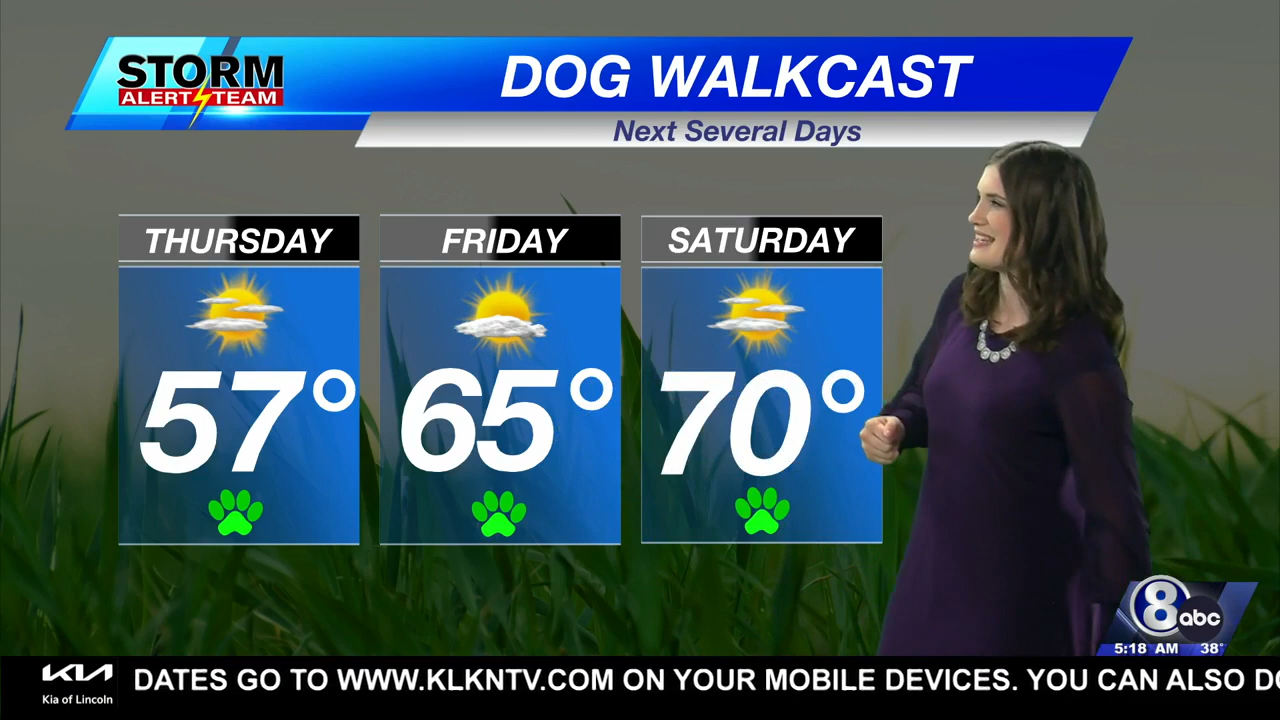 STORM
ALERT TEAM
DOG WALKCAST
Next Several Days
THURSDAY
FRIDAY
SATURDAY
57°
65°
70°
8 abc
5:18 AM 38°
KIA
Kia of Lincoln
DATES GO TO WWW.KLKNTV.COM ON YOUR MOBILE DEVICES. YOU CAN ALSO